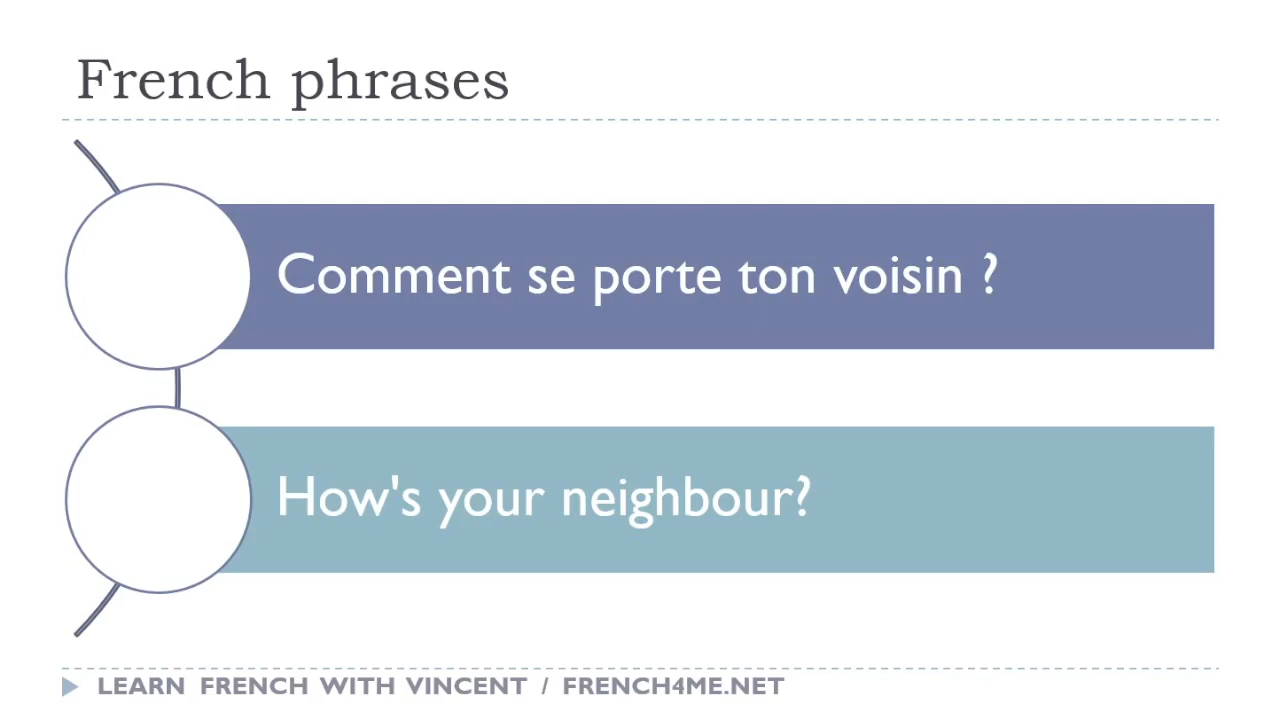 French phrases
Comment se porte ton voisin ?
How's your neighbour?
LEARN FRENCH WITH VINCENT / FRENCH4ME.NET